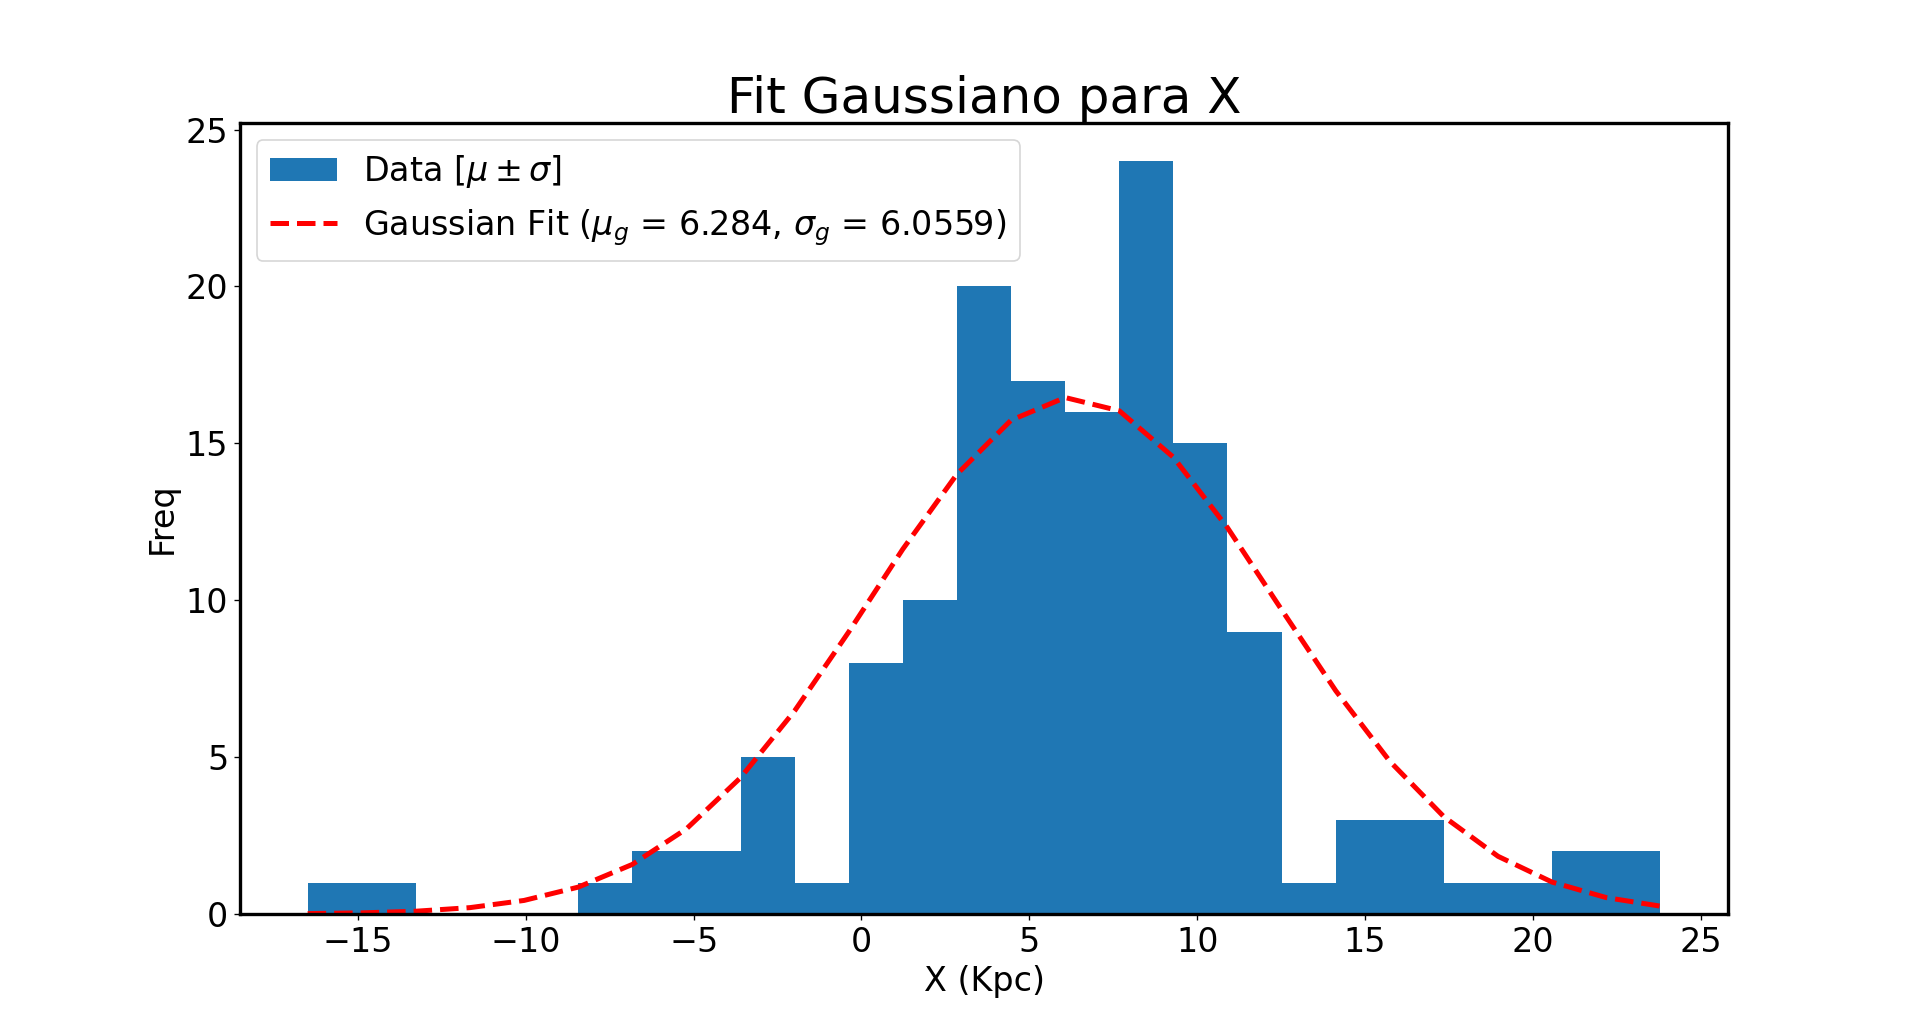 Fit Gaussiano para X
Data [μ ± σ]
Gaussian Fit (μg = 6.284, σg = 6.0559)
25
20
15
10
5
0
Freq
−15 −10 −5 0 5 10 15 20 25
X (Kpc)